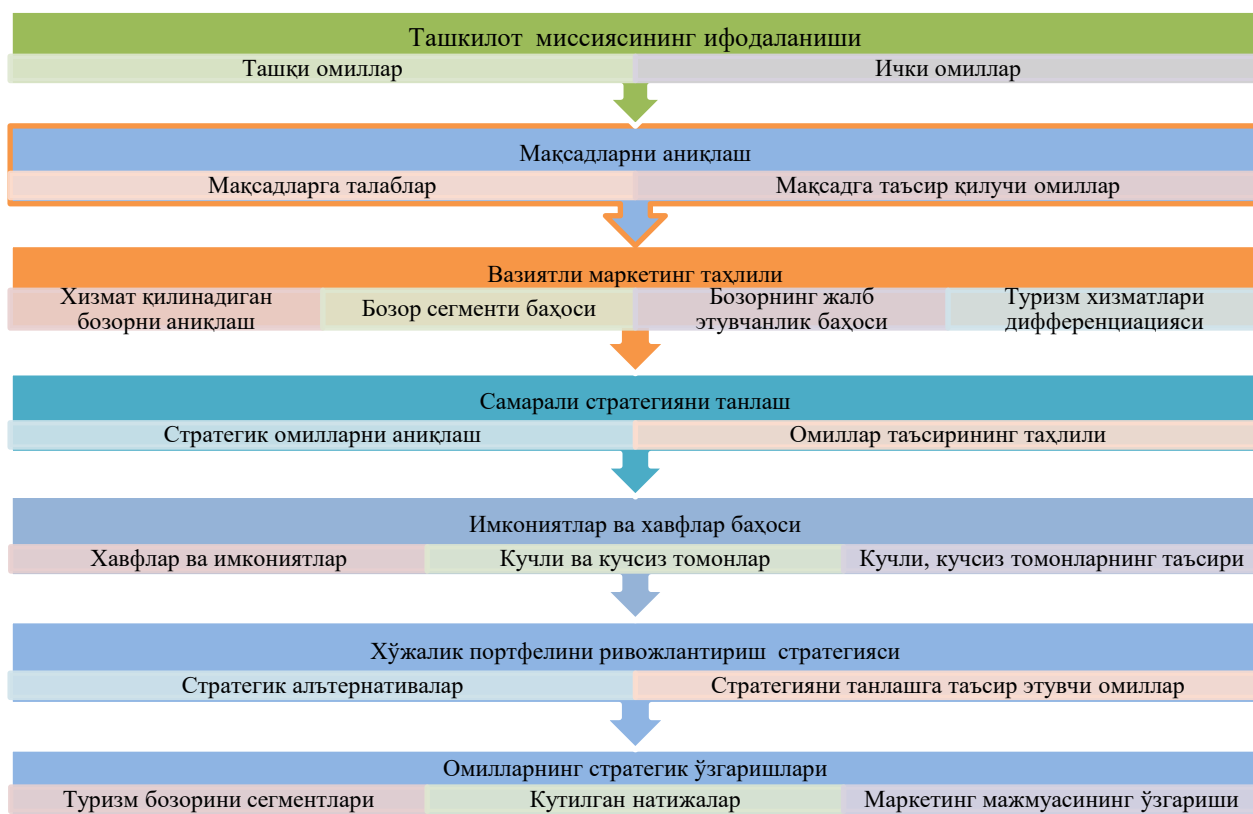 Ташкилот миссиясининг ифодаланиши
Ташқи омиллар
Ички омиллар
Мақсадларни аниқлаш
Мақсадларга талаблар
Мақсадга таъсир қилучи омиллар
Вазиятли маркетинг таҳлили
Хизмат қилинадиган
бозорни аниқлаш
Бозор сегменти баҳоси
Бозорнинг жалб
этувчанлик баҳоси
Туризм хизматлари
дифференциацияси
Самарали стратегияни танлаш
Стратегик омилларни аниқлаш
Омиллар таъсирининг таҳлили
Имкониятлар ва хавфлар баҳоси
Хавфлар ва имкониятлар
Кучли ва кучсиз томонлар
Кучли, кучсиз томонларнинг таъсири
Хўжалик портфелини ривожлантириш стратегияси
Стратегик алътернативалар
Стратегияни танлашга таъсир этувчи омиллар
Омилларнинг стратегик ўзгаришлари
Туризм бозорини сегментлари
Кутилган натижалар
Маркетинг мажмуасининг ўзгариши